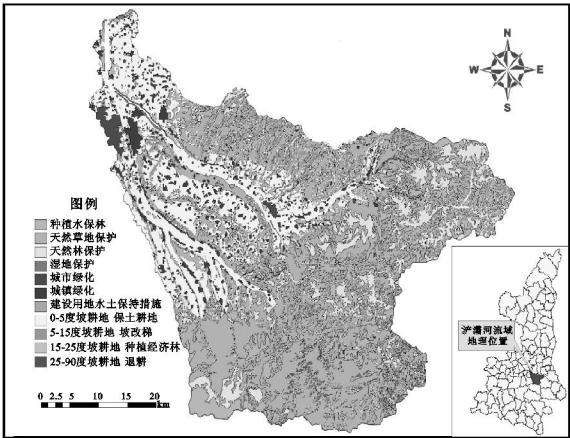 N
W E
S
图例
种植水保林
天然草地保护
天然林保护
湿地保护
城市绿化
城镇绿化
建设用地水土保持措施
0-5度坡耕地 保土耕地
5-15度坡耕地 坡改梯
15-25度坡耕地 种植经济林
25-90度坡耕地 退耕
0 2.5 5 10 15 20
km
浐灞河流域
地理位置